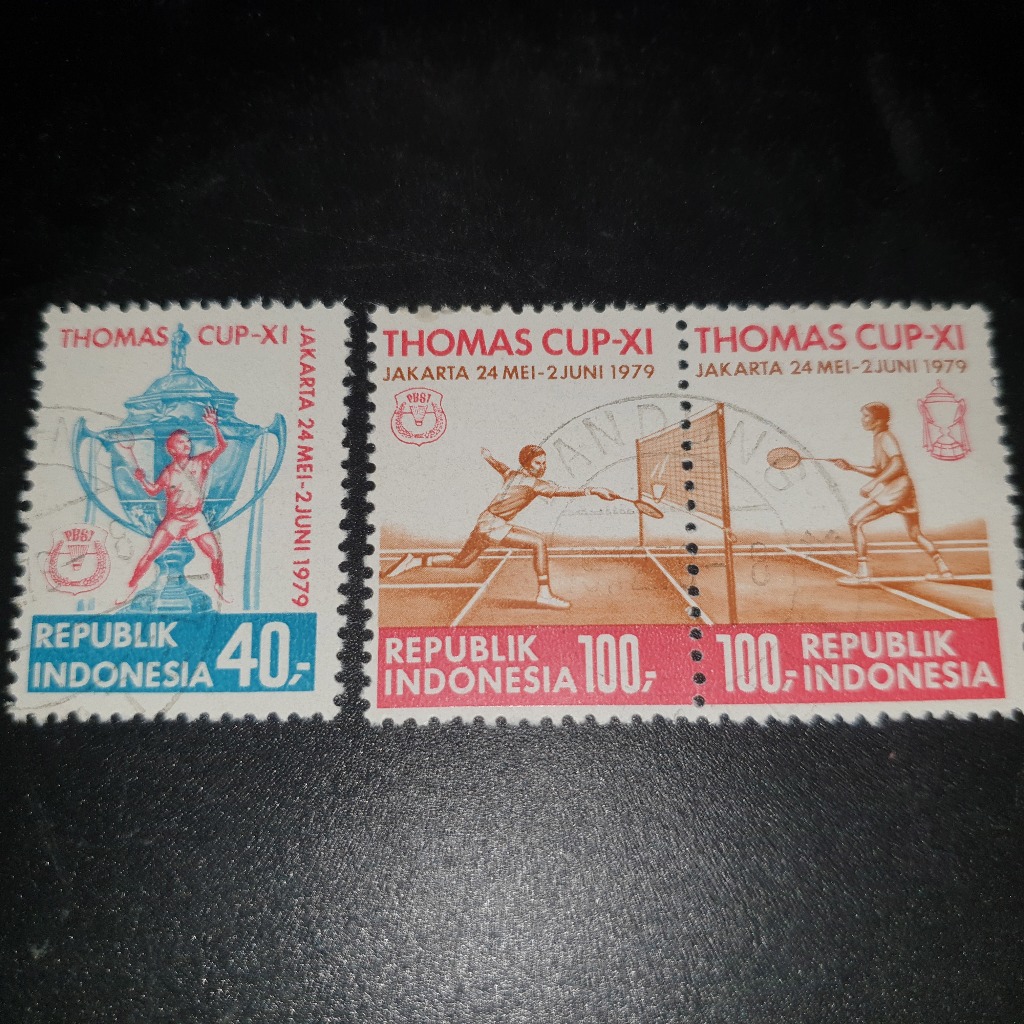 THOMAS CUP-XI
JAKARTA 24 MEI-2 JUNI 1979
PBSI
REPUBLIK
INDONESIA 40,-
THOMAS CUP-XI
JAKARTA 24 MEI-2 JUNI 1979
PBSI
REPUBLIK
INDONESIA 100,-
THOMAS CUP-XI
JAKARTA 24 MEI-2 JUNI 1979
100,- REPUBLIK
INDONESIA